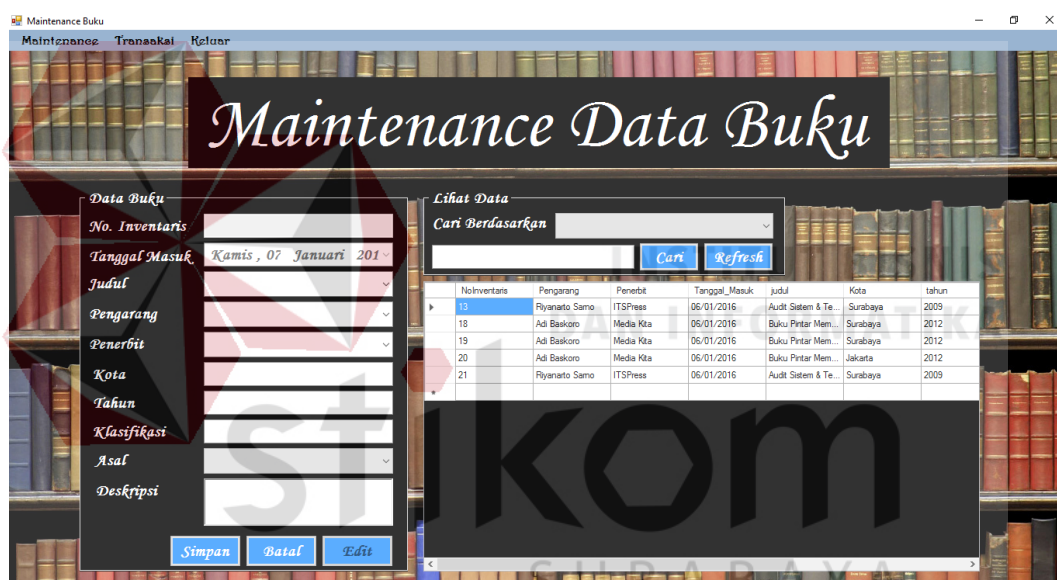 Maintenance Buku
Maintenance Transaksi Keluar
Maintenance Data Buku
Data Buku
No. Inventaris
Tanggal Masuk Kamis , 07 Januari 201
Judul
Pengarang
Penerbit
Kota
Tahun
Klasifikasi
Asal
Deskripsi
Simpan Batal Edit
Lihat Data
Cari Berdasarkan
Cari Refresh
NoInventaris Pengarang Penerbit Tanggal_Masuk judul Kota tahun
13 Riyanarto Sarno ITSPress 06/01/2016 Audit Sistem & Te... Surabaya 2009
18 Adi Baskoro Media Kita 06/01/2016 Buku Pintar Mem... Surabaya 2012
19 Adi Baskoro Media Kita 06/01/2016 Buku Pintar Mem... Surabaya 2012
20 Adi Baskoro Media Kita 06/01/2016 Buku Pintar Mem... Jakarta 2012
21 Riyanarto Sarno ITSPress 06/01/2016 Audit Sistem & Te... Surabaya 2009
DAN INFORMATIKA
stikom
SURABAYA